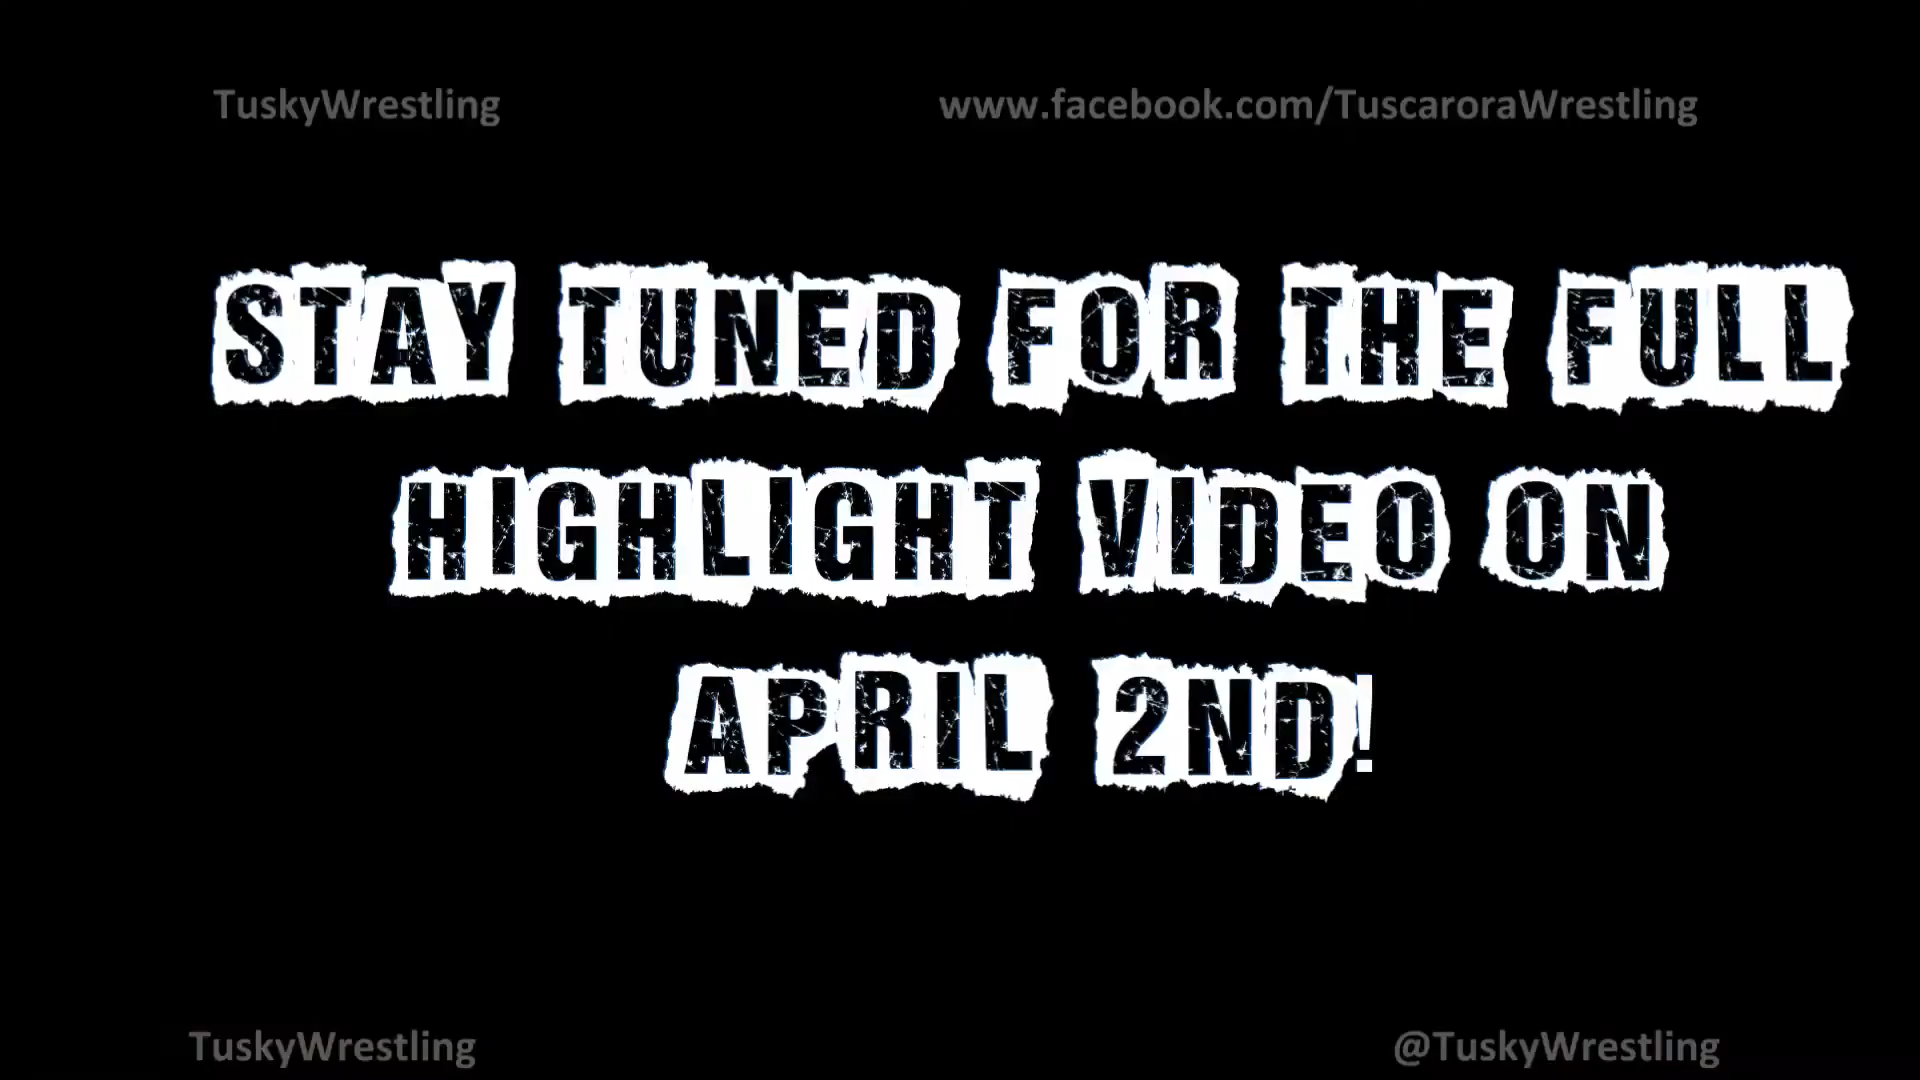 TuskyWrestling
www.facebook.com/TuscaroraWrestling
STAY TUNED FOR THE FULL
HIGHLIGHT VIDEO ON
APRIL 2ND!
TuskyWrestling
@TuskyWrestling